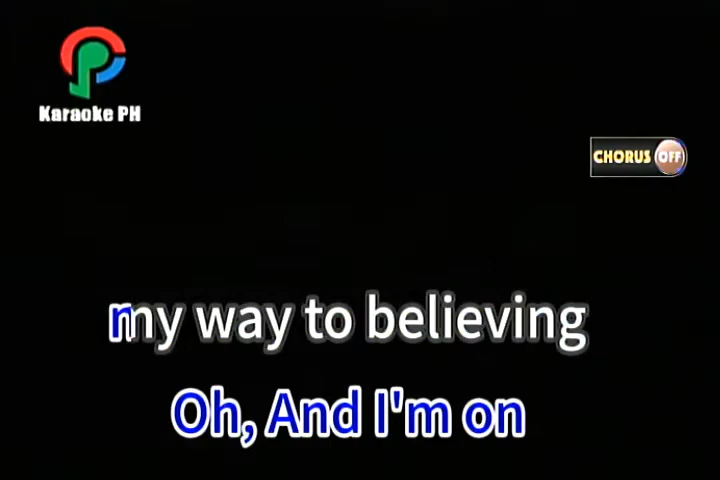 Karaoke PH
CHORUS OFF
my way to believing
Oh, And I'm on